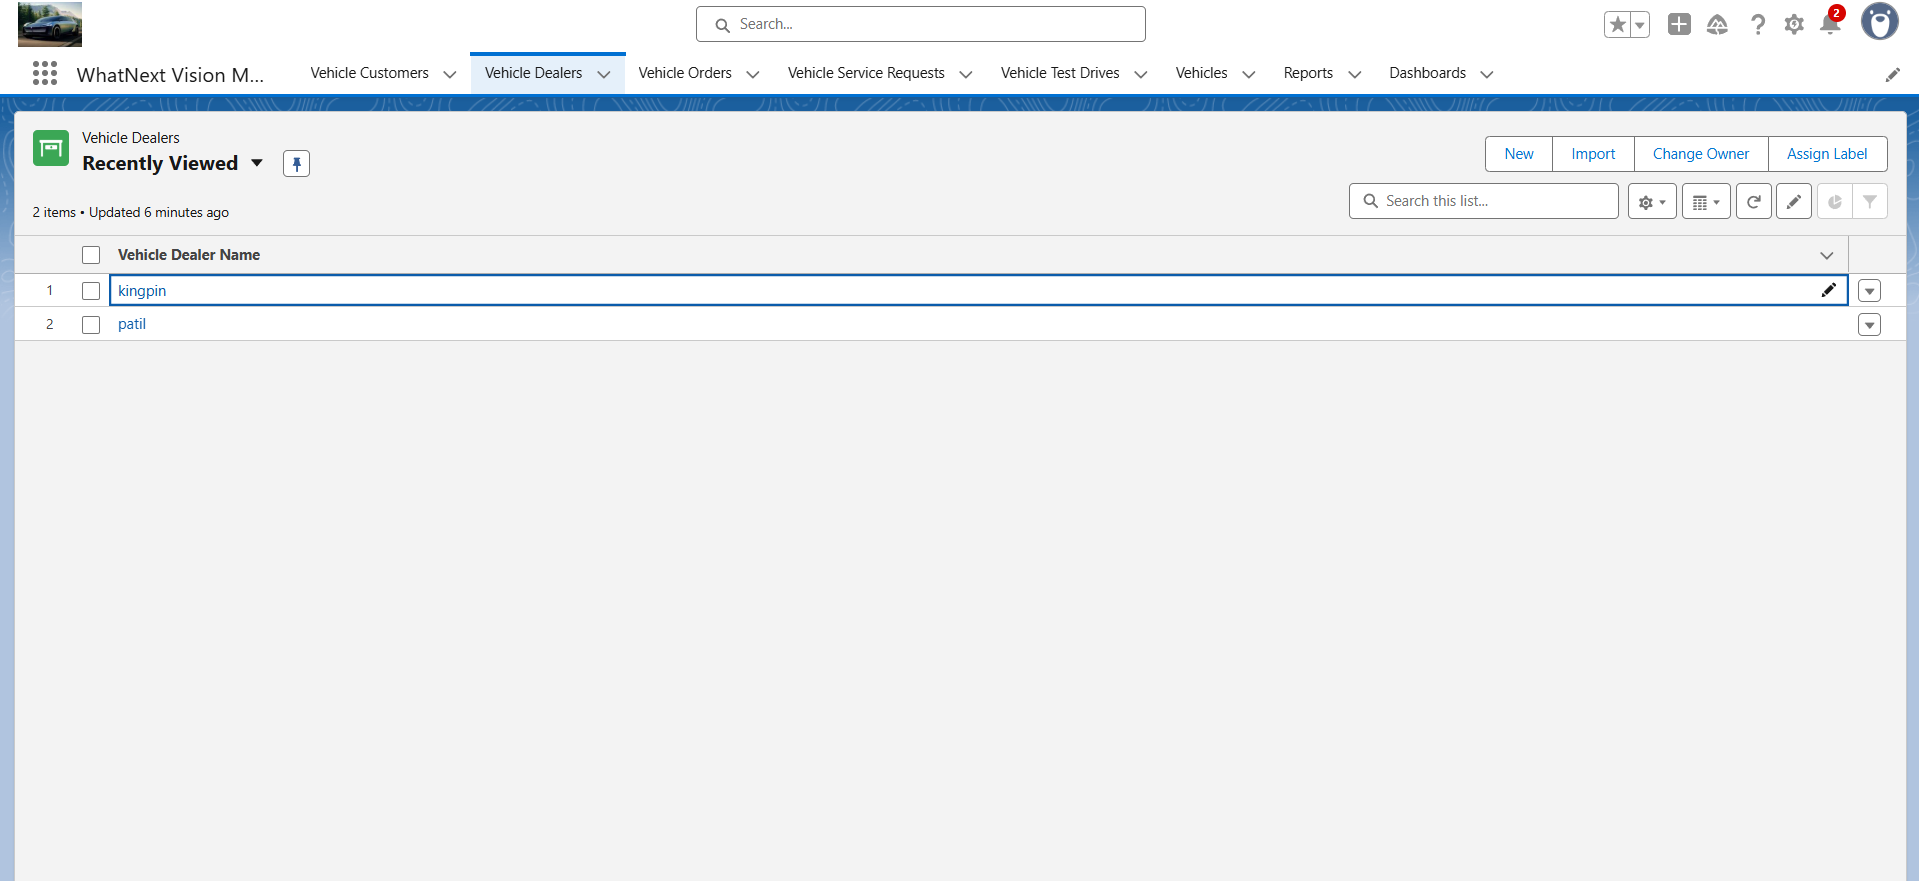 Search...
2
WhatNext Vision M...
Vehicle Customers
Vehicle Dealers
Vehicle Orders
Vehicle Service Requests
Vehicle Test Drives
Vehicles
Reports
Dashboards
Vehicle Dealers
Recently Viewed
New
Import
Change Owner
Assign Label
2 items • Updated 6 minutes ago
Search this list...
Vehicle Dealer Name
1 kingpin
2 patil